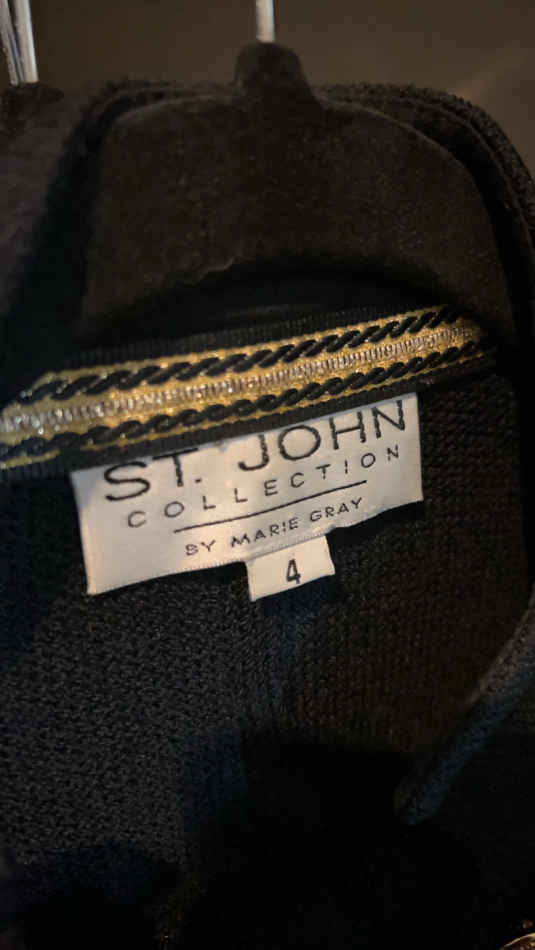 ST. JOHN
COLLECTION
BY MARIE GRAY
4